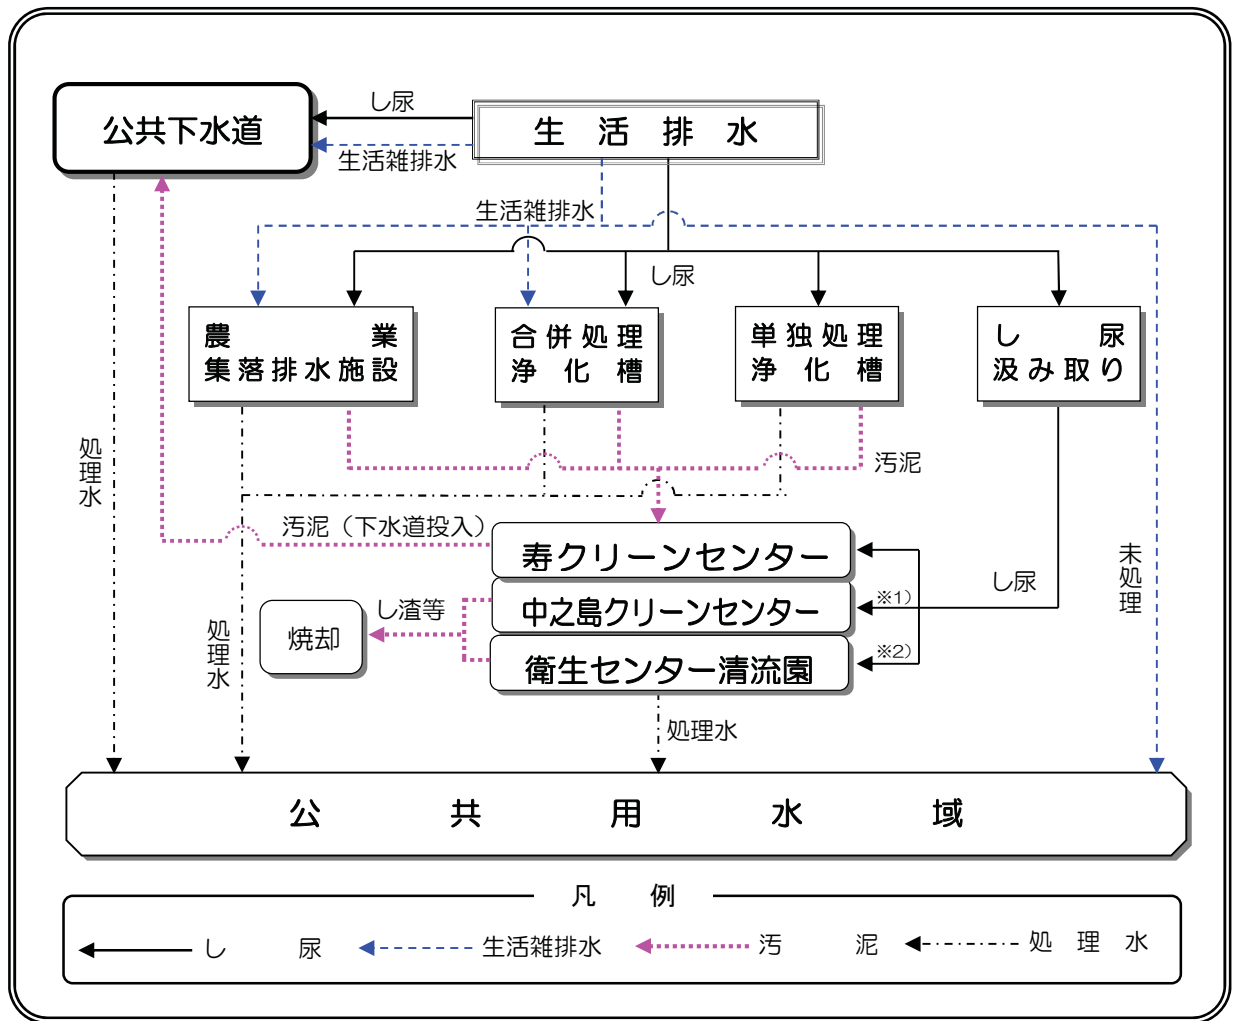 し尿
公共下水道
生活排水
生活雑排水
生活雑排水
し尿
農業
集落排水施設
合併処理
浄化槽
単独処理
浄化槽
し尿
汲み取り
汚泥
処理水
汚泥（下水道投入）
寿クリーンセンター
未処理
し尿
※1）
中之島クリーンセンター
し渣等
焼却
処理水
※2）
衛生センター清流園
処理水
公共用水域
凡例
し尿
生活雑排水
汚泥
処理水